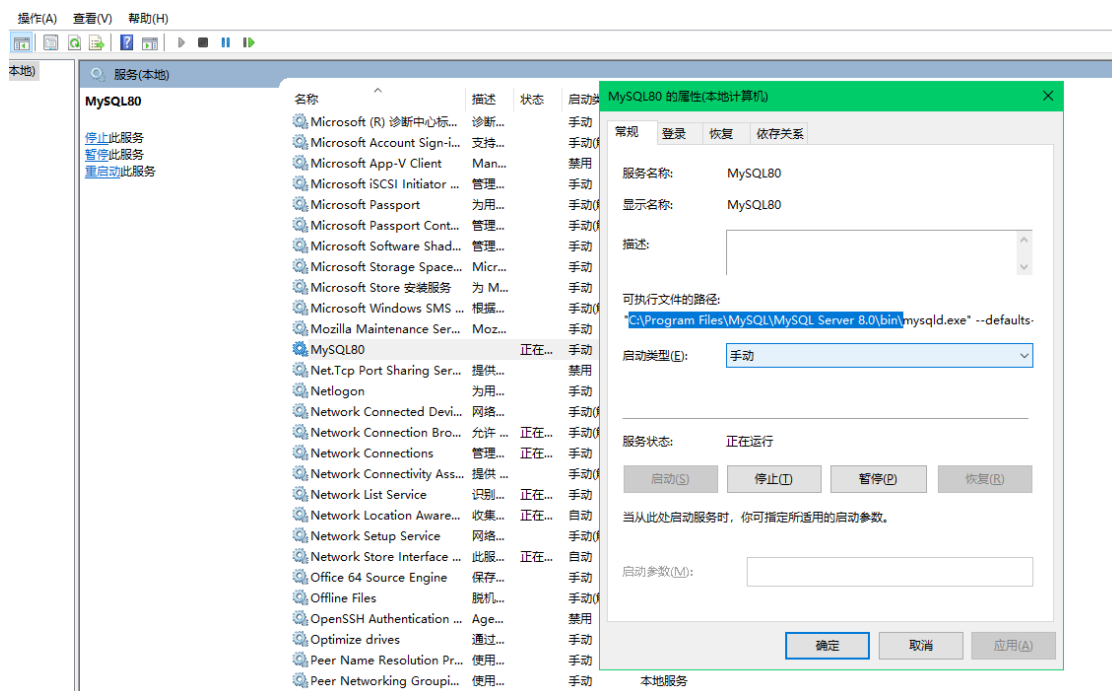 操作(A) 查看(V) 帮助(H)
本地)
服务(本地)
MySQL80
停止此服务
暂停此服务
重启动此服务
名称 描述 状态 启动类
Microsoft (R) 诊断中心标... 诊断... 手动
Microsoft Account Sign-i... 支持... 手动(
Microsoft App-V Client Man... 禁用
Microsoft iSCSI Initiator ... 管理... 手动
Microsoft Passport 为用... 手动(
Microsoft Passport Cont... 管理... 手动(
Microsoft Software Shad... 管理... 手动
Microsoft Storage Space... Micr... 手动
Microsoft Store 安装服务 为 M... 手动
Microsoft Windows SMS ... 根据... 手动(
Mozilla Maintenance Ser... Moz... 手动
MySQL80 正在... 手动
Net.Tcp Port Sharing Ser... 提供... 禁用
Netlogon 为用... 手动
Network Connected Devi... 网络... 手动(
Network Connection Bro... 允许 ... 正在... 手动(
Network Connections 管理... 正在... 手动
Network Connectivity Ass... 提供 ... 手动(
Network List Service 识别... 正在... 手动
Network Location Aware... 收集... 正在... 自动
Network Setup Service 网络... 手动(
Network Store Interface ... 此服... 正在... 自动
Office 64 Source Engine 保存... 手动
Offline Files 脱机... 手动(
OpenSSH Authentication ... Age... 禁用
Optimize drives 通过... 手动
Peer Name Resolution Pr... 使用... 手动
Peer Networking Groupi... 使用... 手动 本地服务
MySQL80 的属性(本地计算机)
常规 登录 恢复 依存关系
服务名称: MySQL80
显示名称: MySQL80
描述:
可执行文件的路径:
"C:\Program Files\MySQL\MySQL Server 8.0\bin\mysqld.exe" --defaults-
启动类型(E): 手动
服务状态: 正在运行
启动(S) 停止(T) 暂停(P) 恢复(R)
当从此处启动服务时，你可指定所适用的启动参数。
启动参数(M):
确定 取消 应用(A)